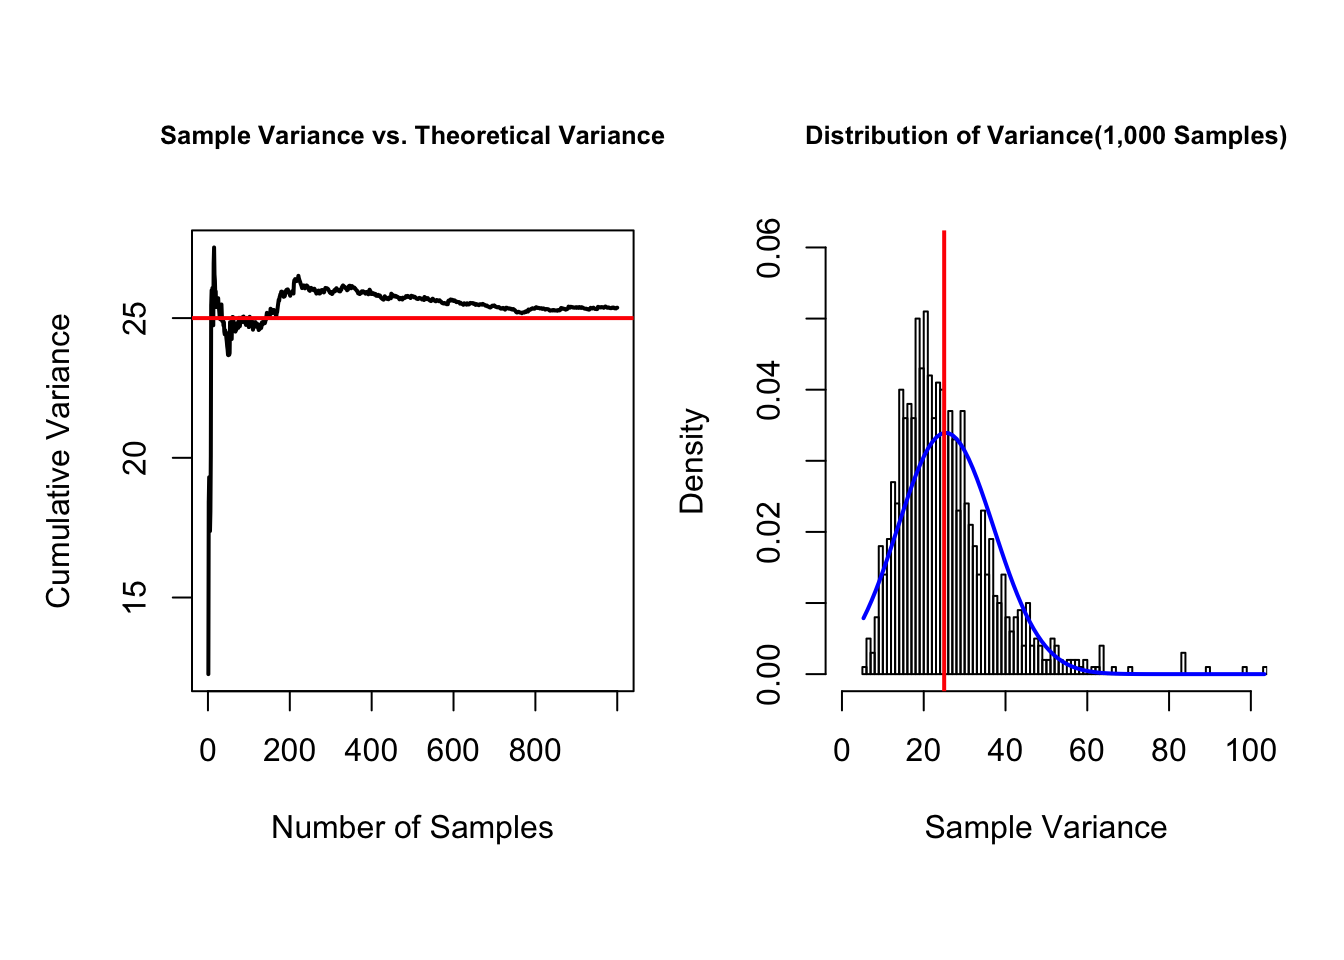 Sample Variance vs. Theoretical Variance
Cumulative Variance
25
20
15
0 200 400 600 800
Number of Samples
Distribution of Variance(1,000 Samples)
Density
0.06
0.04
0.02
0.00
0 20 40 60 80 100
Sample Variance